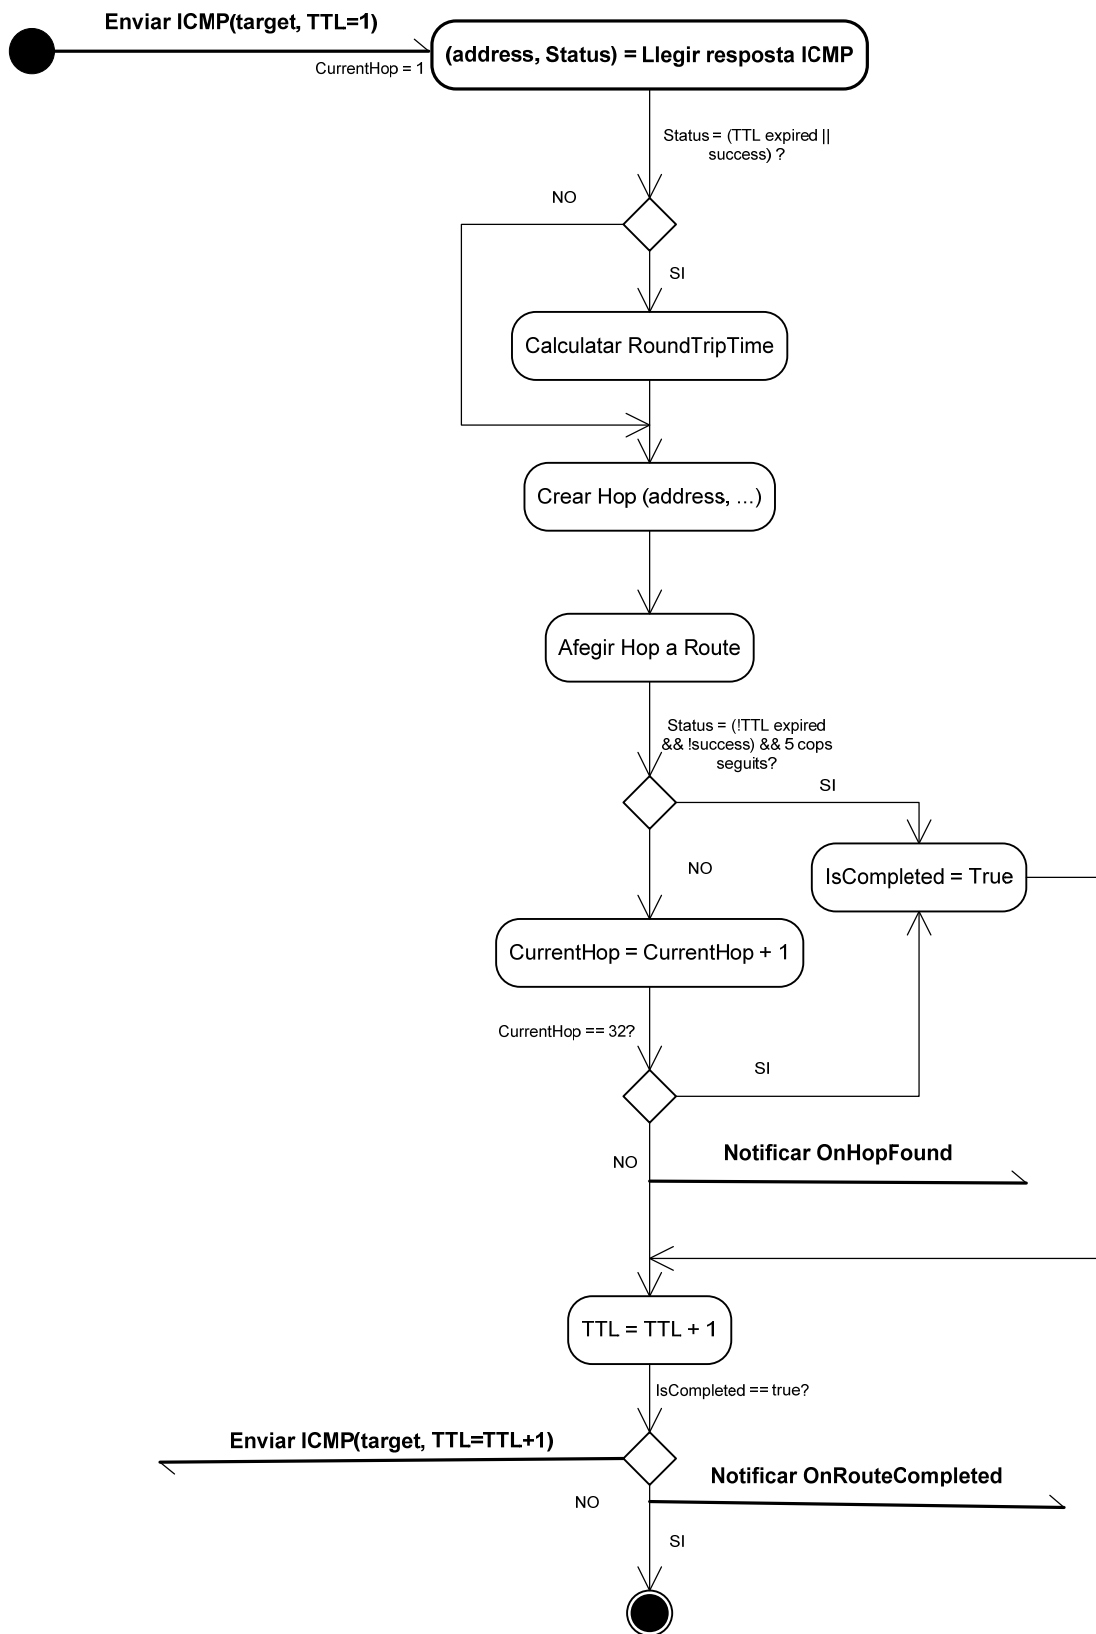 Enviar ICMP(target, TTL=1)
CurrentHop = 1
(address, Status) = Llegir resposta ICMP
Status = (TTL expired ||
success) ?
NO
SI
Calculatar RoundTripTime
Crear Hop (address, ...)
Afegir Hop a Route
Status = (!TTL expired
&& !success) && 5 cops
seguits?
SI
NO
IsCompleted = True
CurrentHop = CurrentHop + 1
CurrentHop == 32?
SI
NO
Notificar OnHopFound
TTL = TTL + 1
IsCompleted == true?
Enviar ICMP(target, TTL=TTL+1)
Notificar OnRouteCompleted
NO
SI